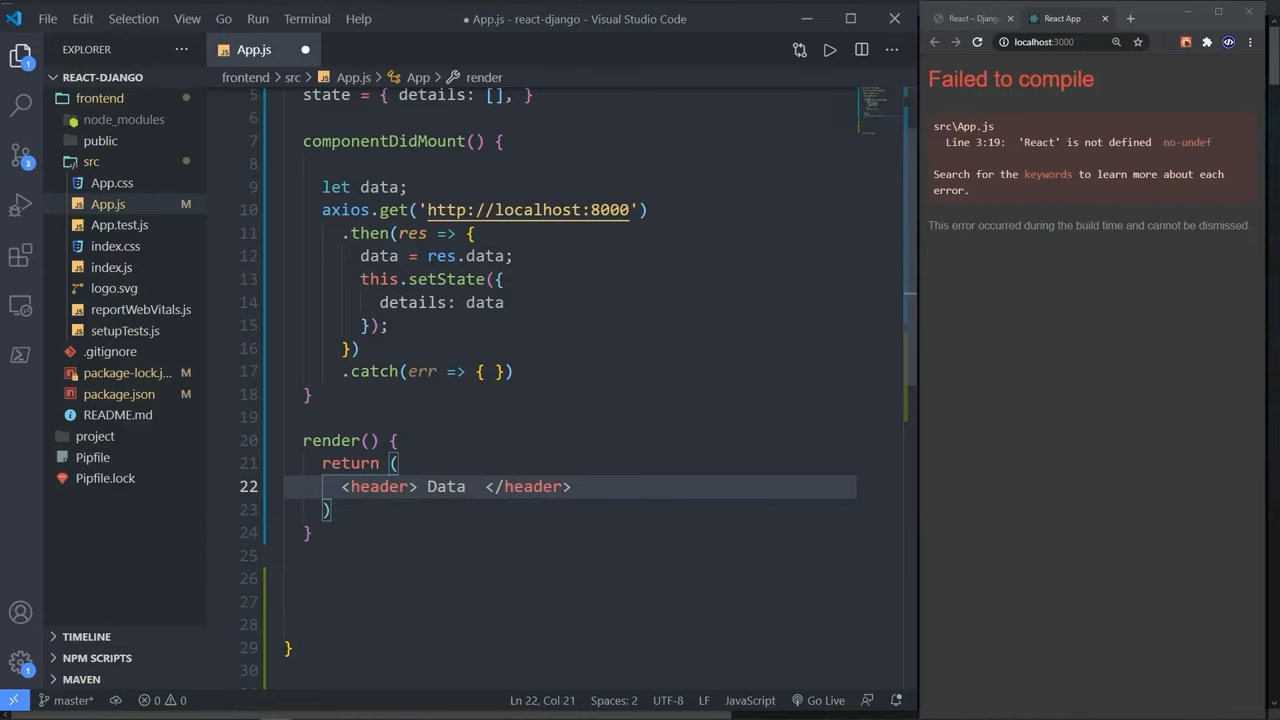 File Edit Selection View Go Run Terminal Help
● App.js - react-django - Visual Studio Code
EXPLORER
REACT-DJANGO
frontend
node_modules
public
src
App.css
App.js M
App.test.js
index.css
index.js
logo.svg
reportWebVitals.js
setupTests.js
.gitignore
package-lock.j... M
package.json M
README.md
project
Pipfile
Pipfile.lock
TIMELINE
NPM SCRIPTS
MAVEN
1
3
1
App.js
frontend > src > App.js > App > render
5 state = { details: [], }
6
7 componentDidMount() {
8
9 let data;
10 axios.get('http://localhost:8000')
11 .then(res => {
12 data = res.data;
13 this.setState({
14 details: data
15 });
16 })
17 .catch(err => { })
18 }
19
20 render() {
21 return (
22 <header> Data  </header>
23 )
24 }
25
26
27
28
29 }
30
master* 0 0 Ln 22, Col 21 Spaces: 2 UTF-8 LF JavaScript Go Live
React – Djang React App
localhost:3000
Failed to compile
src\App.js
Line 3:19: 'React' is not defined no-undef
Search for the keywords to learn more about each
error.
This error occurred during the build time and cannot be dismissed.